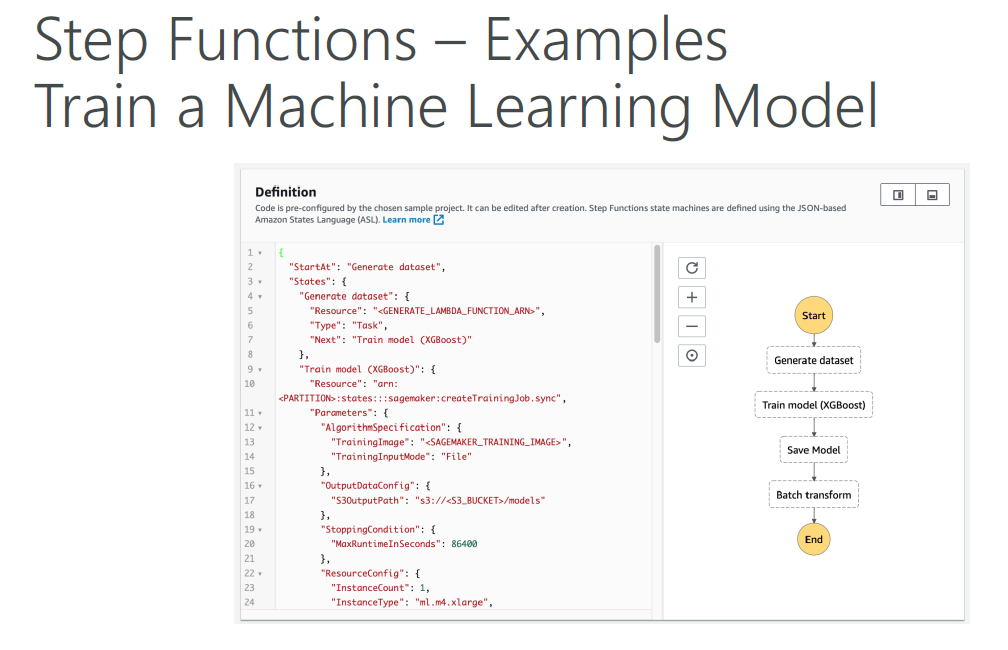 Step Functions – Examples
Train a Machine Learning Model
Definition
Code is pre-configured by the chosen sample project. It can be edited after creation. Step Functions state machines are defined using the JSON-based
Amazon States Language (ASL). Learn more
1 {
2 "StartAt": "Generate dataset",
3 "States": {
4 "Generate dataset": {
5 "Resource": "<GENERATE_LAMBDA_FUNCTION_ARN>",
6 "Type": "Task",
7 "Next": "Train model (XGBoost)"
8 },
9 "Train model (XGBoost)": {
10 "Resource": "arn:
<PARTITION>:states:::sagemaker:createTrainingJob.sync",
11 "Parameters": {
12 "AlgorithmSpecification": {
13 "TrainingImage": "<SAGEMAKER_TRAINING_IMAGE>",
14 "TrainingInputMode": "File"
15 },
16 "OutputDataConfig": {
17 "S3OutputPath": "s3://<S3_BUCKET>/models"
18 },
19 "StoppingCondition": {
20 "MaxRuntimeInSeconds": 86400
21 },
22 "ResourceConfig": {
23 "InstanceCount": 1,
24 "InstanceType": "ml.m4.xlarge",
Start
Generate dataset
Train model (XGBoost)
Save Model
Batch transform
End